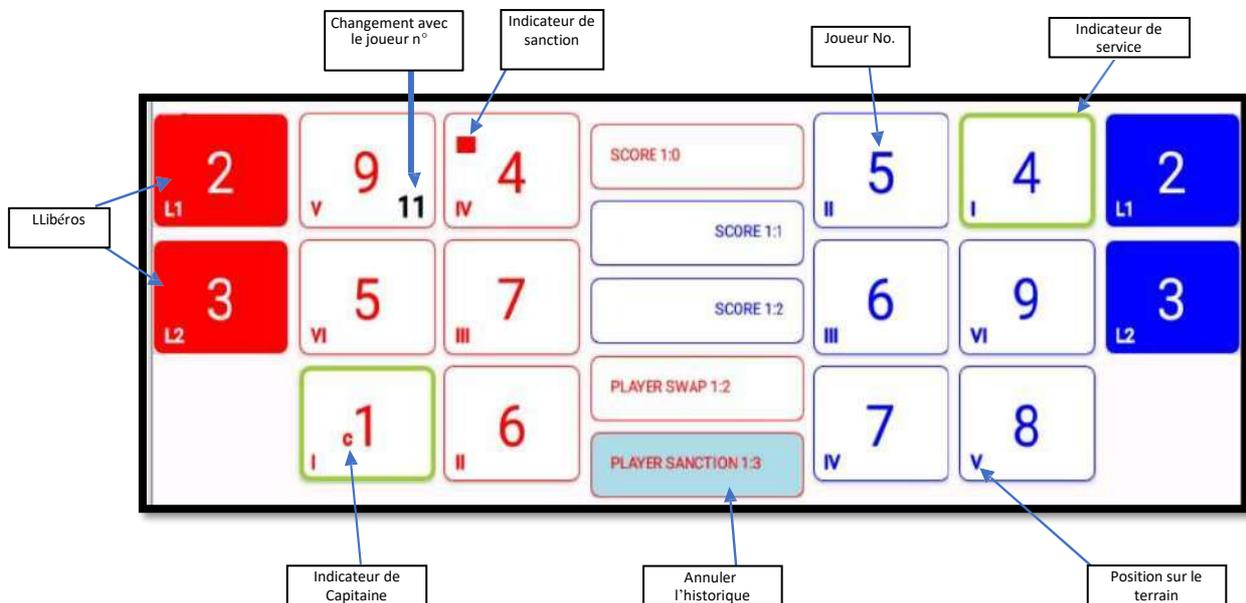 Changement avec
le joueur n°
Indicateur de
sanction
Joueur No.
Indicateur de
service
LLibéros
2
L1
9
V
11
4
IV
SCORE 1:0
5
II
4
I
2
L1
SCORE 1:1
3
L2
5
VI
7
III
SCORE 1:2
6
III
9
VI
3
L2
c1
I
6
II
PLAYER SWAP 1:2
PLAYER SANCTION 1:3
7
IV
8
V
Indicateur de
Capitaine
Annuler
l'historique
Position sur le
terrain